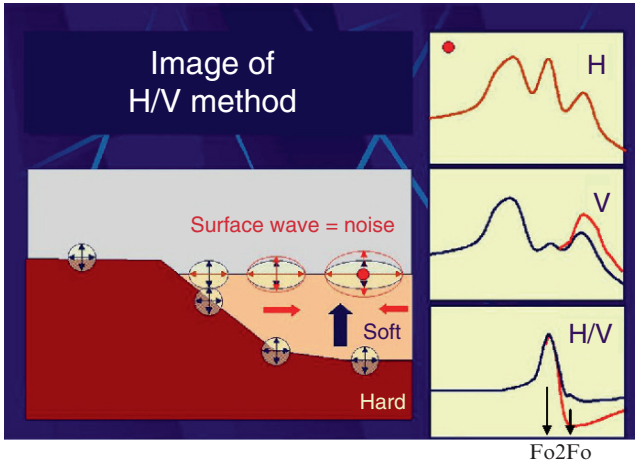 Image of
H/V method
Surface wave = noise
Soft
Hard
H
V
H/V
Fo2Fo